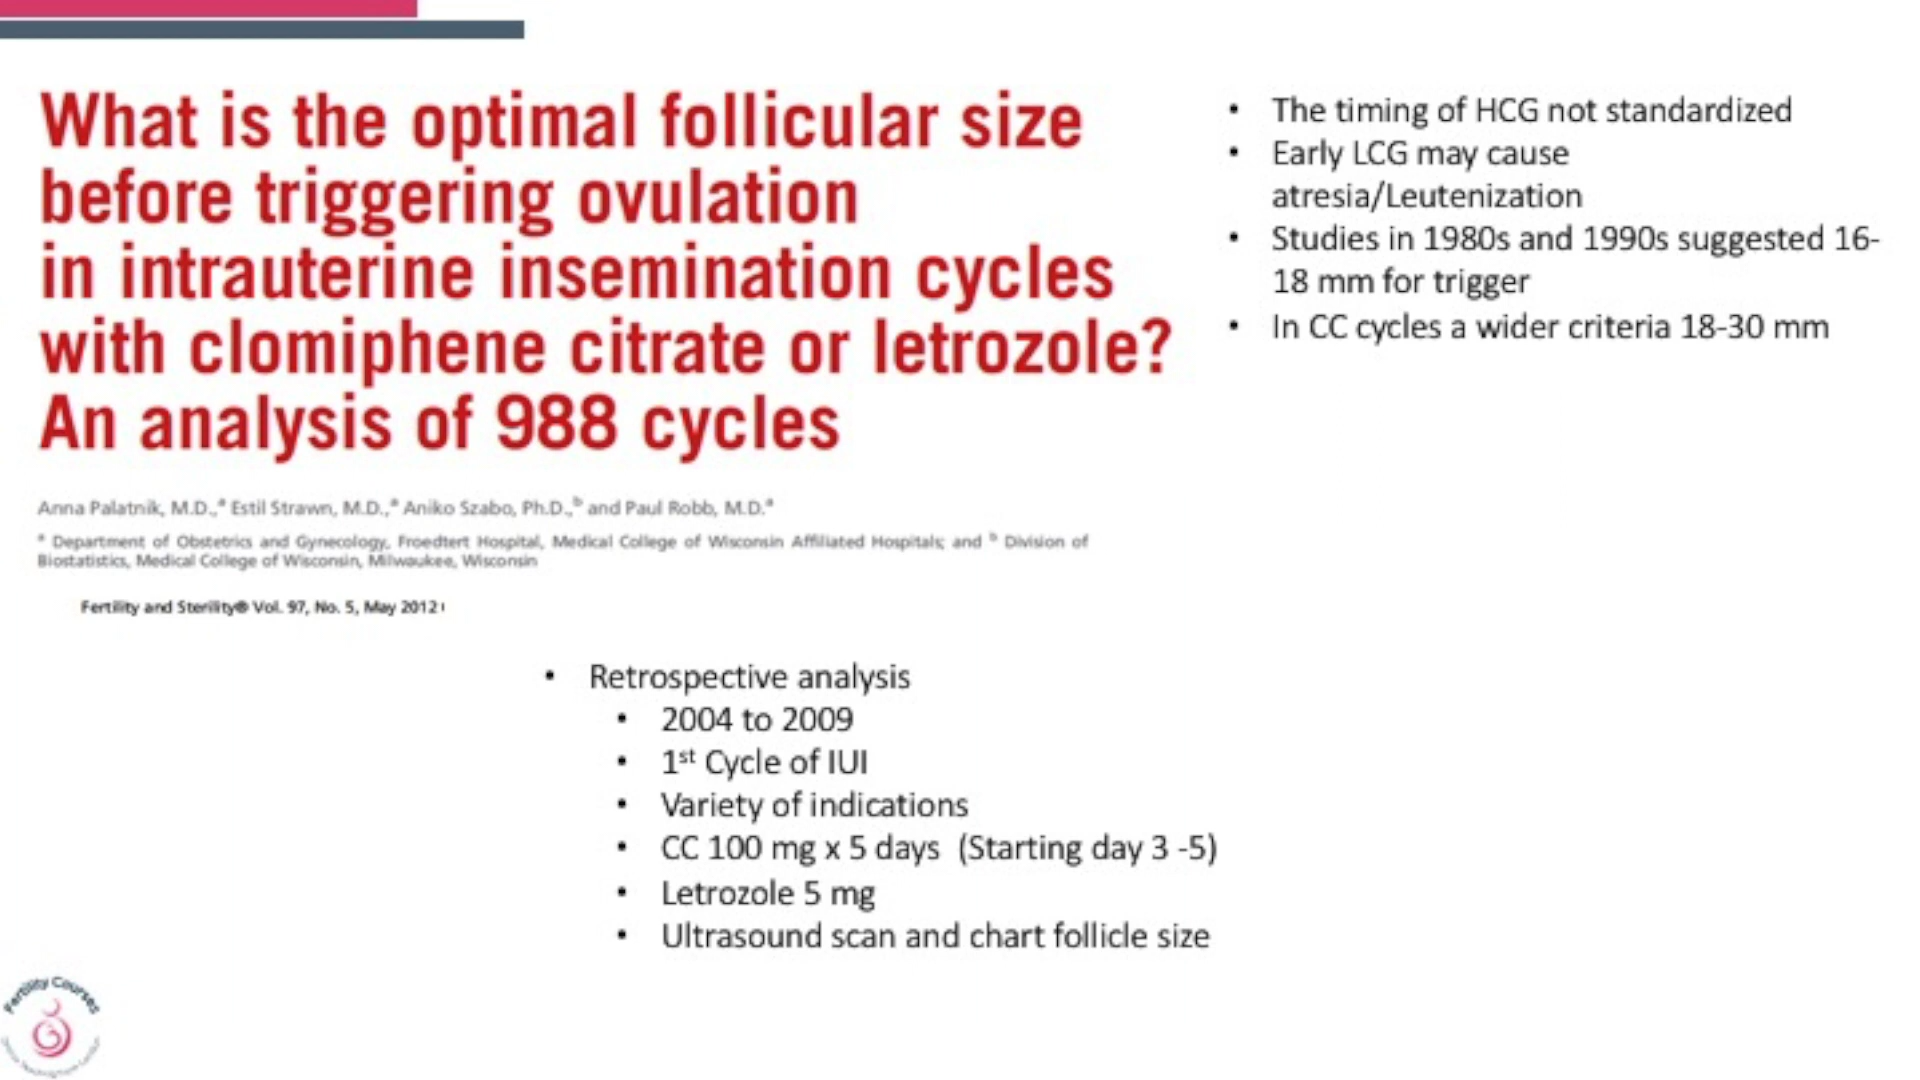 What is the optimal follicular size
before triggering ovulation
in intrauterine insemination cycles
with clomiphene citrate or letrozole?
An analysis of 988 cycles
Anna Palatnik, M.D.,ᵃ Estil Strawn, M.D.,ᵃ Aniko Szabo, Ph.D.,ᵇ and Paul Robb, M.D.ᵃ
ᵃ Department of Obstetrics and Gynecology, Froedtert Hospital, Medical College of Wisconsin Affiliated Hospitals; and ᵇ Division of
Biostatistics, Medical College of Wisconsin, Milwaukee, Wisconsin
Fertility and Sterility® Vol. 97, No. 5, May 2012
• The timing of HCG not standardized
• Early LCG may cause
atresia/Leutenization
• Studies in 1980s and 1990s suggested 16-
18 mm for trigger
• In CC cycles a wider criteria 18-30 mm
• Retrospective analysis
• 2004 to 2009
• 1st Cycle of IUI
• Variety of indications
• CC 100 mg x 5 days (Starting day 3 -5)
• Letrozole 5 mg
• Ultrasound scan and chart follicle size
Fertility Courses